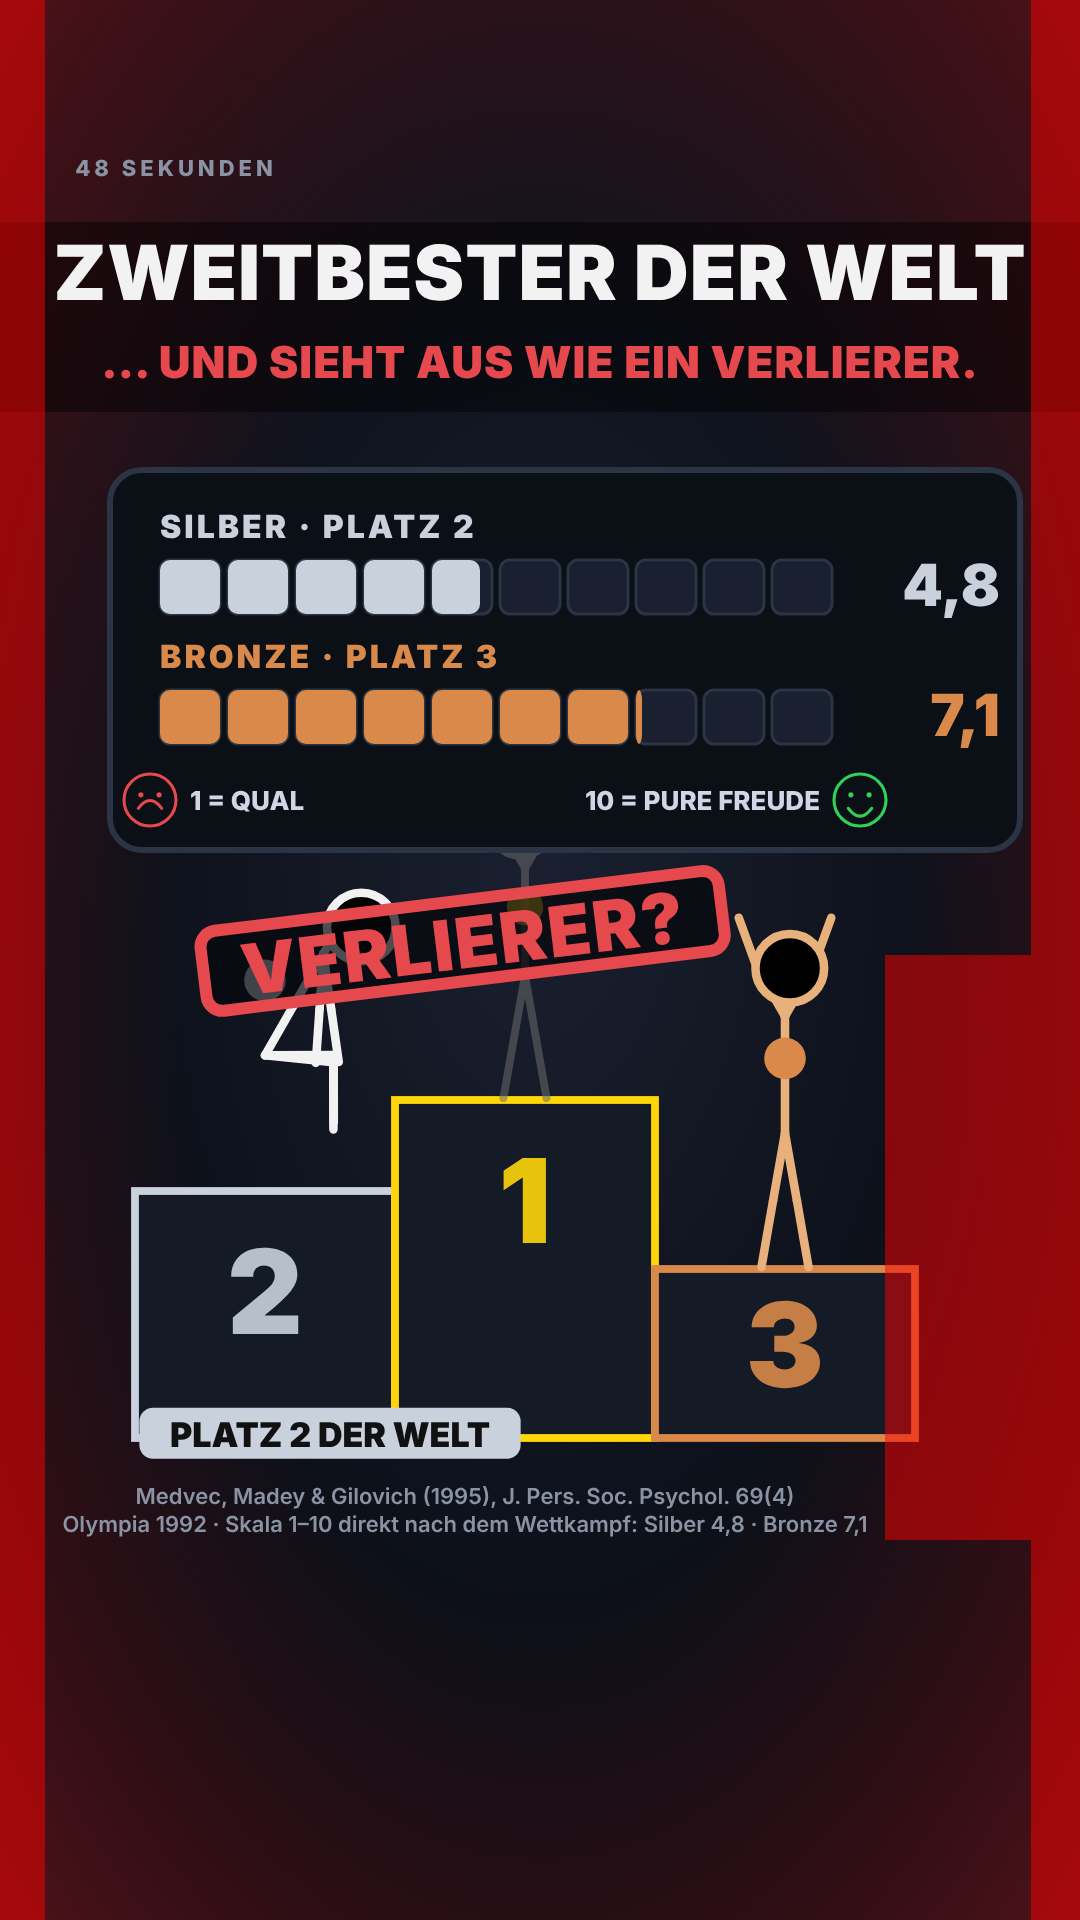 48 SEKUNDEN
ZWEITBESTER DER WELT
... UND SIEHT AUS WIE EIN VERLIERER.
SILBER · PLATZ 2
4,8
BRONZE · PLATZ 3
7,1
1 = QUAL
10 = PURE FREUDE
VERLIERER?
1
2
3
PLATZ 2 DER WELT
Medvec, Madey & Gilovich (1995), J. Pers. Soc. Psychol. 69(4)
Olympia 1992 · Skala 1–10 direkt nach dem Wettkampf: Silber 4,8 · Bronze 7,1